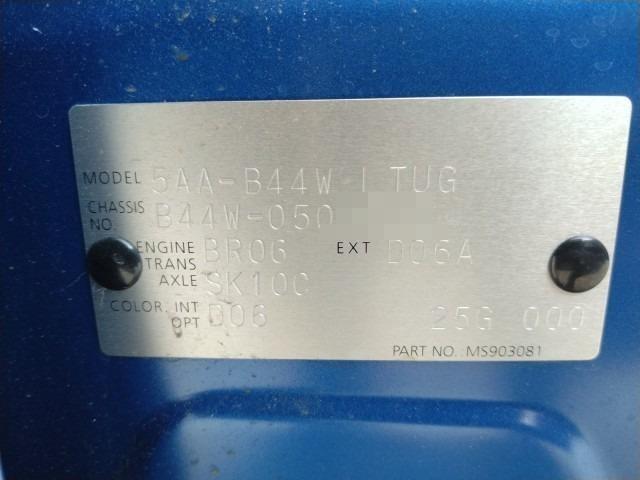 MODEL 5AA-B44W I TUG
CHASSIS NO. B44W-050
ENGINE BR06 EXT D06A
TRANS AXLE SK10C
COLOR. INT D06
OPT 25G 000
PART NO. MS903081